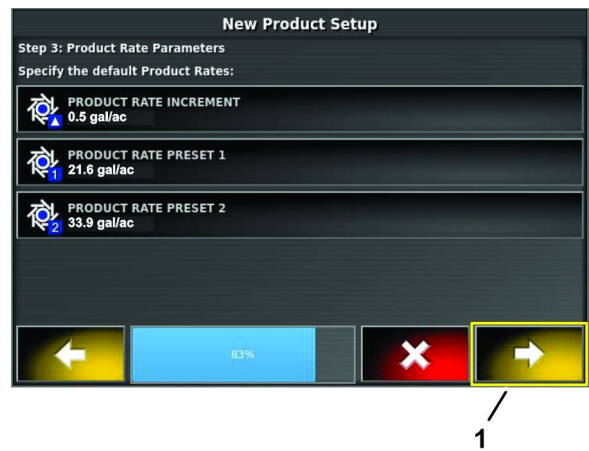 New Product Setup
Step 3: Product Rate Parameters
Specify the default Product Rates:
PRODUCT RATE INCREMENT
0.5 gal/ac
1
PRODUCT RATE PRESET 1
21.6 gal/ac
1
PRODUCT RATE PRESET 2
33.9 gal/ac
2
83%
1